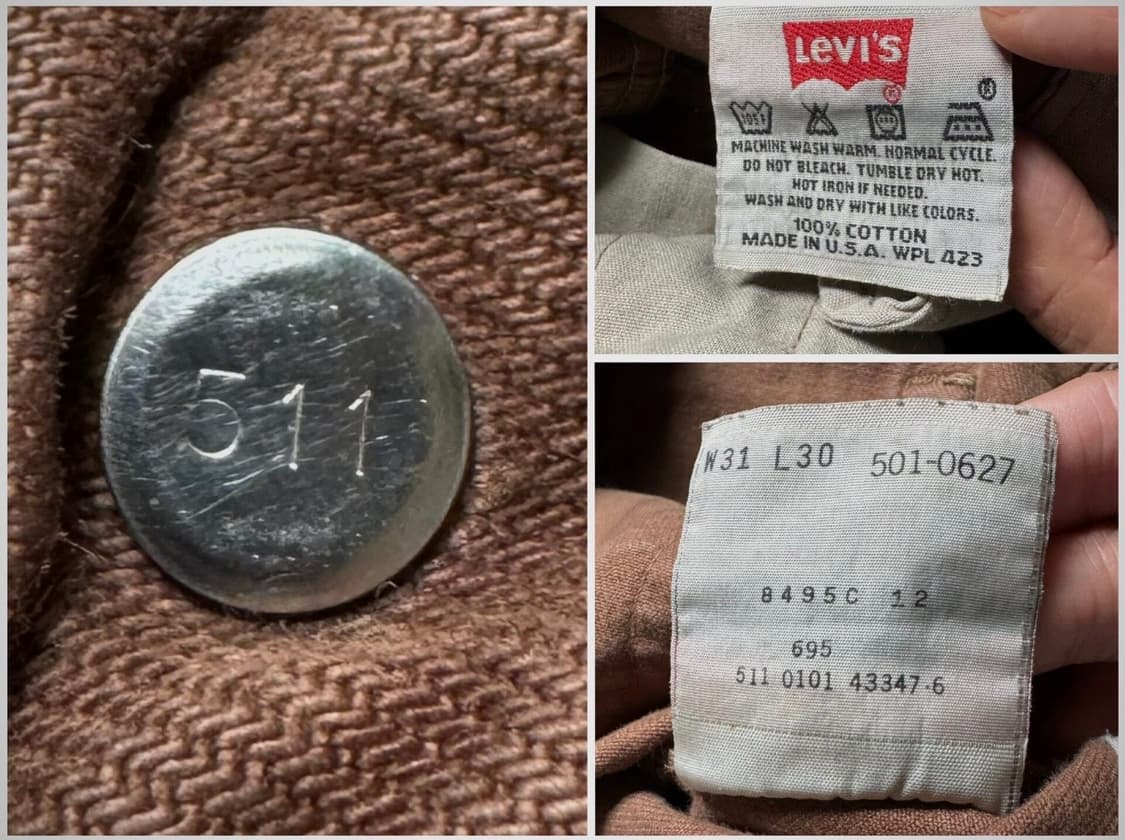 511
LEVI'S
®
®
105F
MACHINE WASH WARM. NORMAL CYCLE.
DO NOT BLEACH. TUMBLE DRY HOT.
HOT IRON IF NEEDED.
WASH AND DRY WITH LIKE COLORS.
100% COTTON
MADE IN U.S.A. WPL 423
W31 L30 501-0627
8495C 12
695
511 0101 43347-6